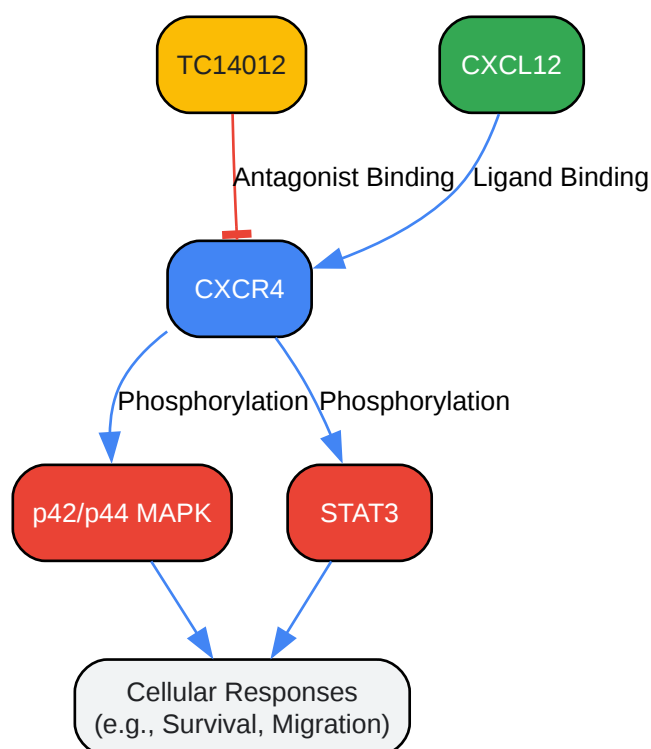 TC14012
CXCL12
Antagonist Binding
Ligand Binding
CXCR4
Phosphorylation
Phosphorylation
p42/p44 MAPK
STAT3
Cellular Responses
(e.g., Survival, Migration)